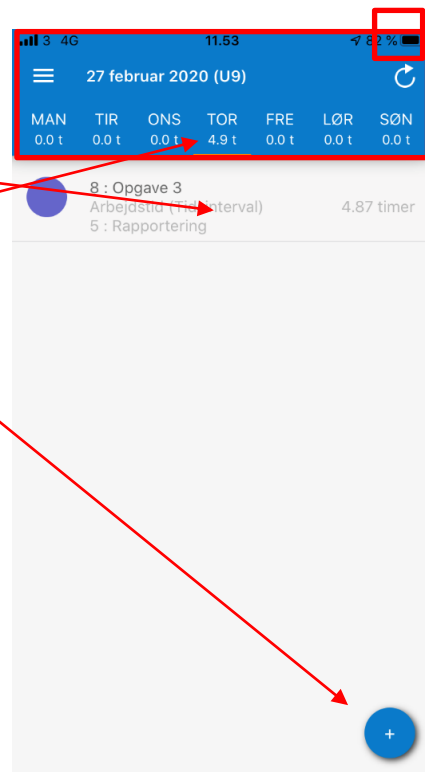 3 4G 11.53 82 %
27 februar 2020 (U9)
MAN TIR ONS TOR FRE LØR SØN
0.0 t 0.0 t 0.0 t 4.9 t 0.0 t 0.0 t 0.0 t
8 : Opgave 3
Arbejdstid (Tidsinterval) 4.87 timer
5 : Rapportering
+